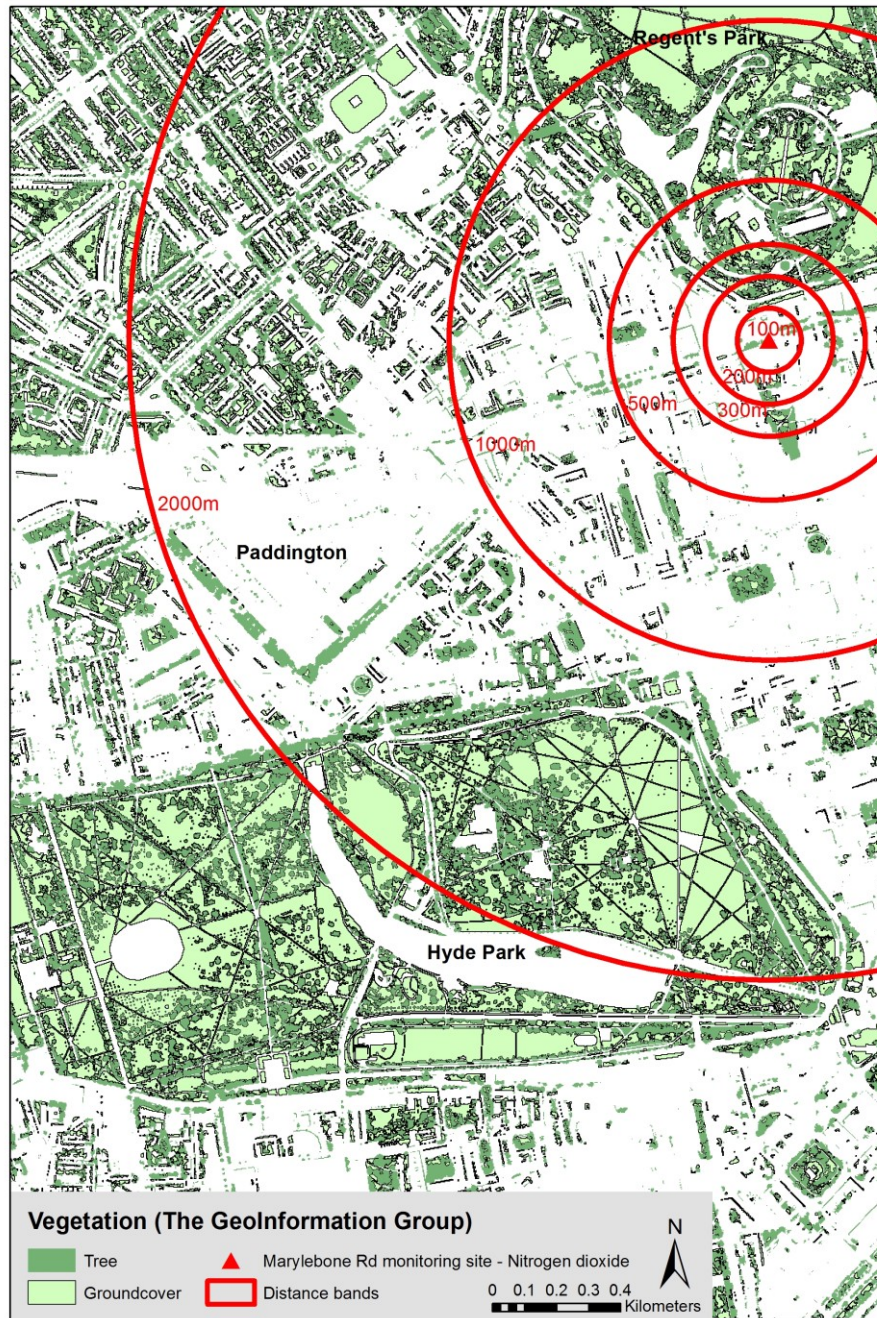 Regent's Park
100m
200m
300m
500m
1000m
2000m
Paddington
Hyde Park
Vegetation (The GeoInformation Group)
Tree
Groundcover
Marylebone Rd monitoring site - Nitrogen dioxide
Distance bands
N
0 0.1 0.2 0.3 0.4
Kilometers